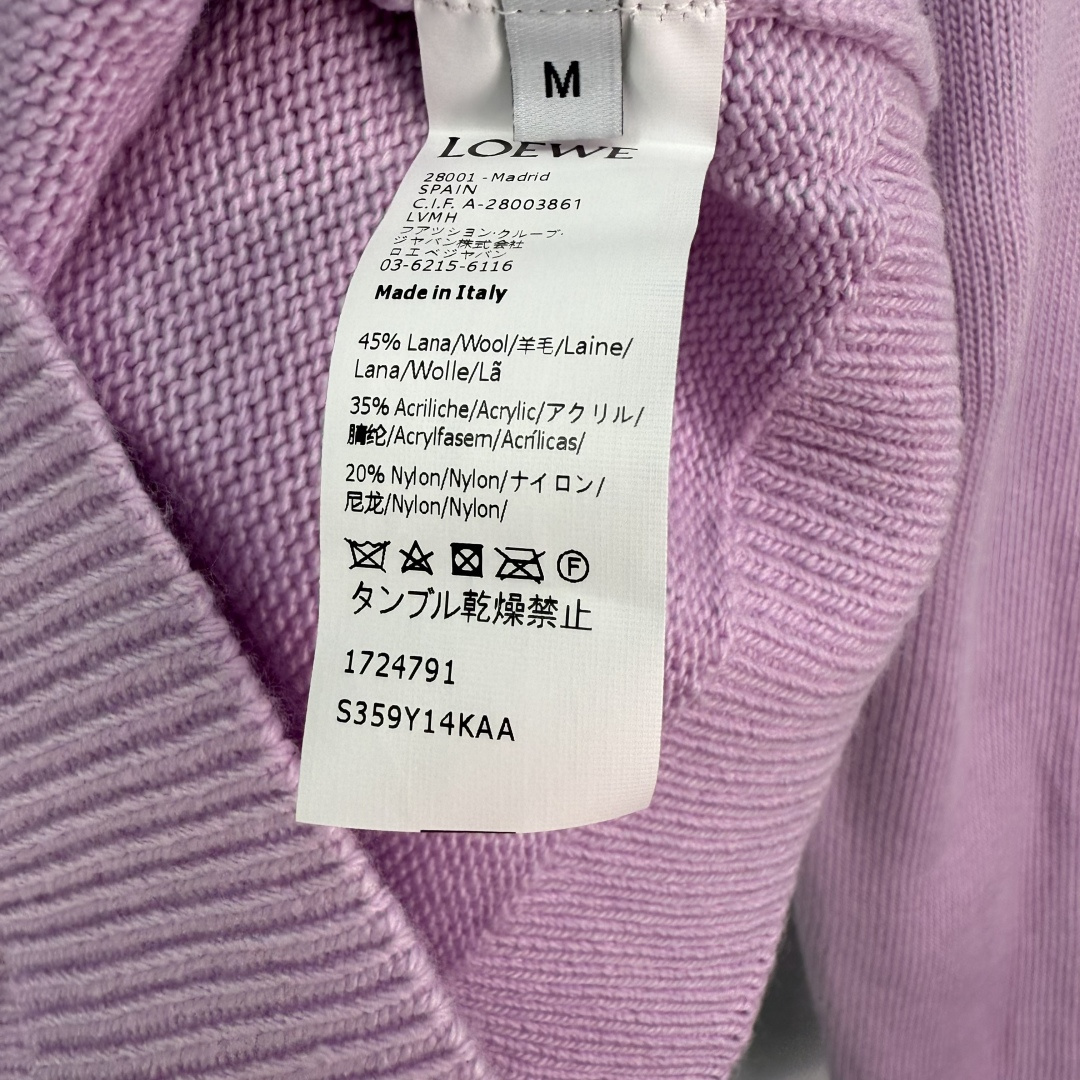 M
LOEWE
28001 - Madrid
SPAIN
C.I.F. A-28003861
LVMH
ファッション・クループ・
ジャパン株式会社
ロエベジャパン
03-6215-6116
Made in Italy
45% Lana/Wool/羊毛/Laine/
Lana/Wolle/Lã
35% Acriliche/Acrylic/アクリル/
腈纶/Acrylfasern/Acrílicas/
20% Nylon/Nylon/ナイロン/
尼龙/Nylon/Nylon/
F
タンブル乾燥禁止
1724791
S359Y14KAA